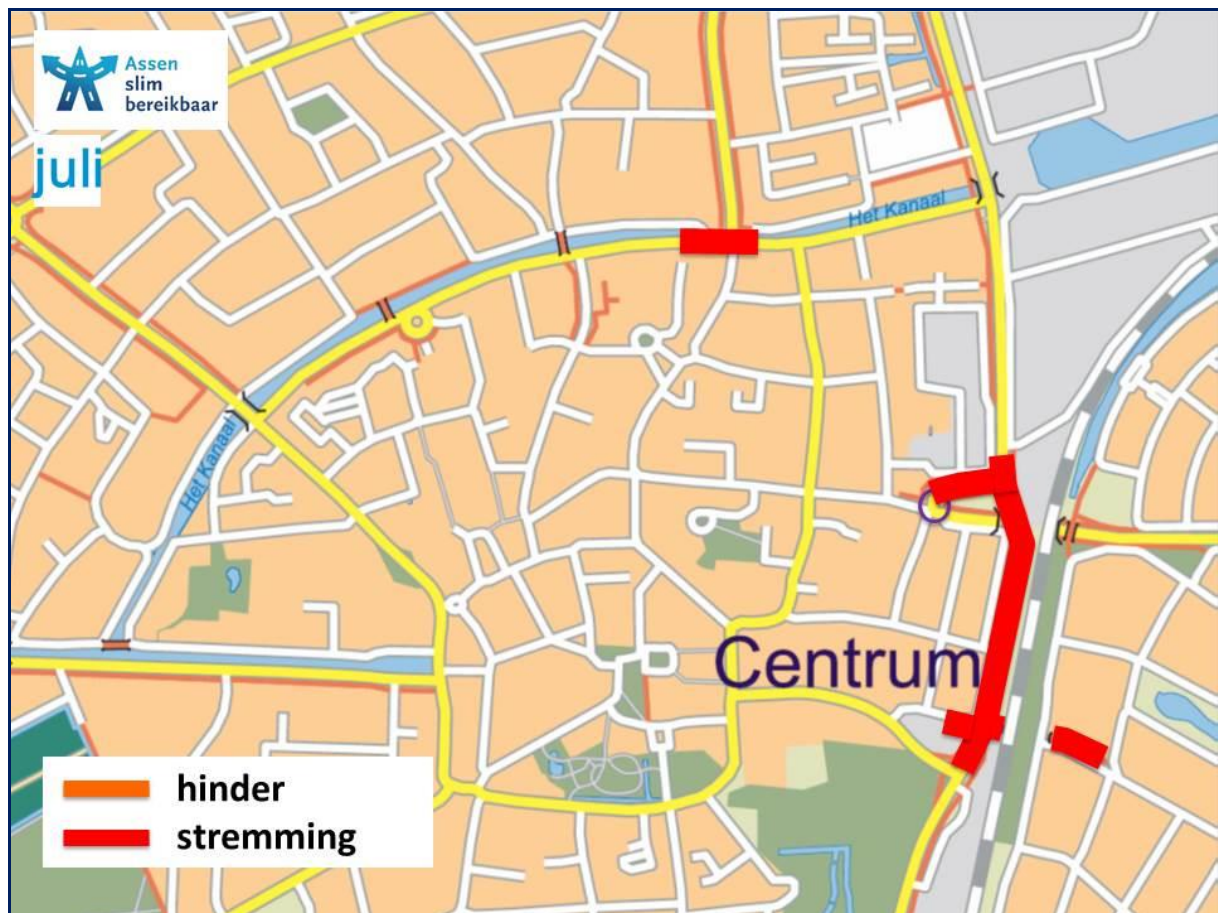 Assen
slim
bereikbaar
juli
Het Kanaal
Het Kanaal
Centrum
hinder
stremming